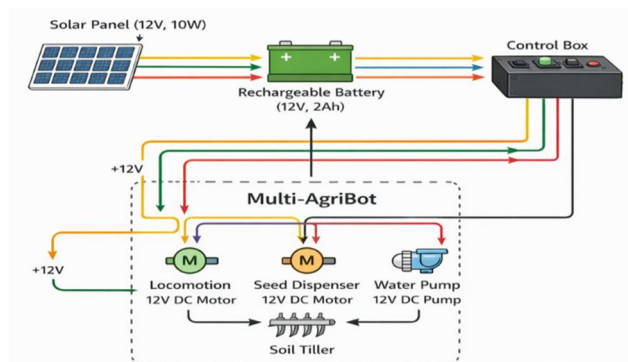 Solar Panel (12V, 10W)
Control Box
Rechargeable Battery
(12V, 2Ah)
+12V
Multi-AgriBot
M
M
+12V
Locomotion
12V DC Motor
Seed Dispenser
12V DC Motor
Water Pump
12V DC Pump
Soil Tiller